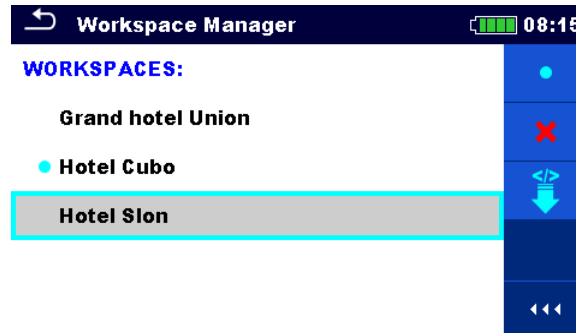 Workspace Manager 08:15
WORKSPACES:
Grand hotel Union
Hotel Cubo
</>
Hotel Slon